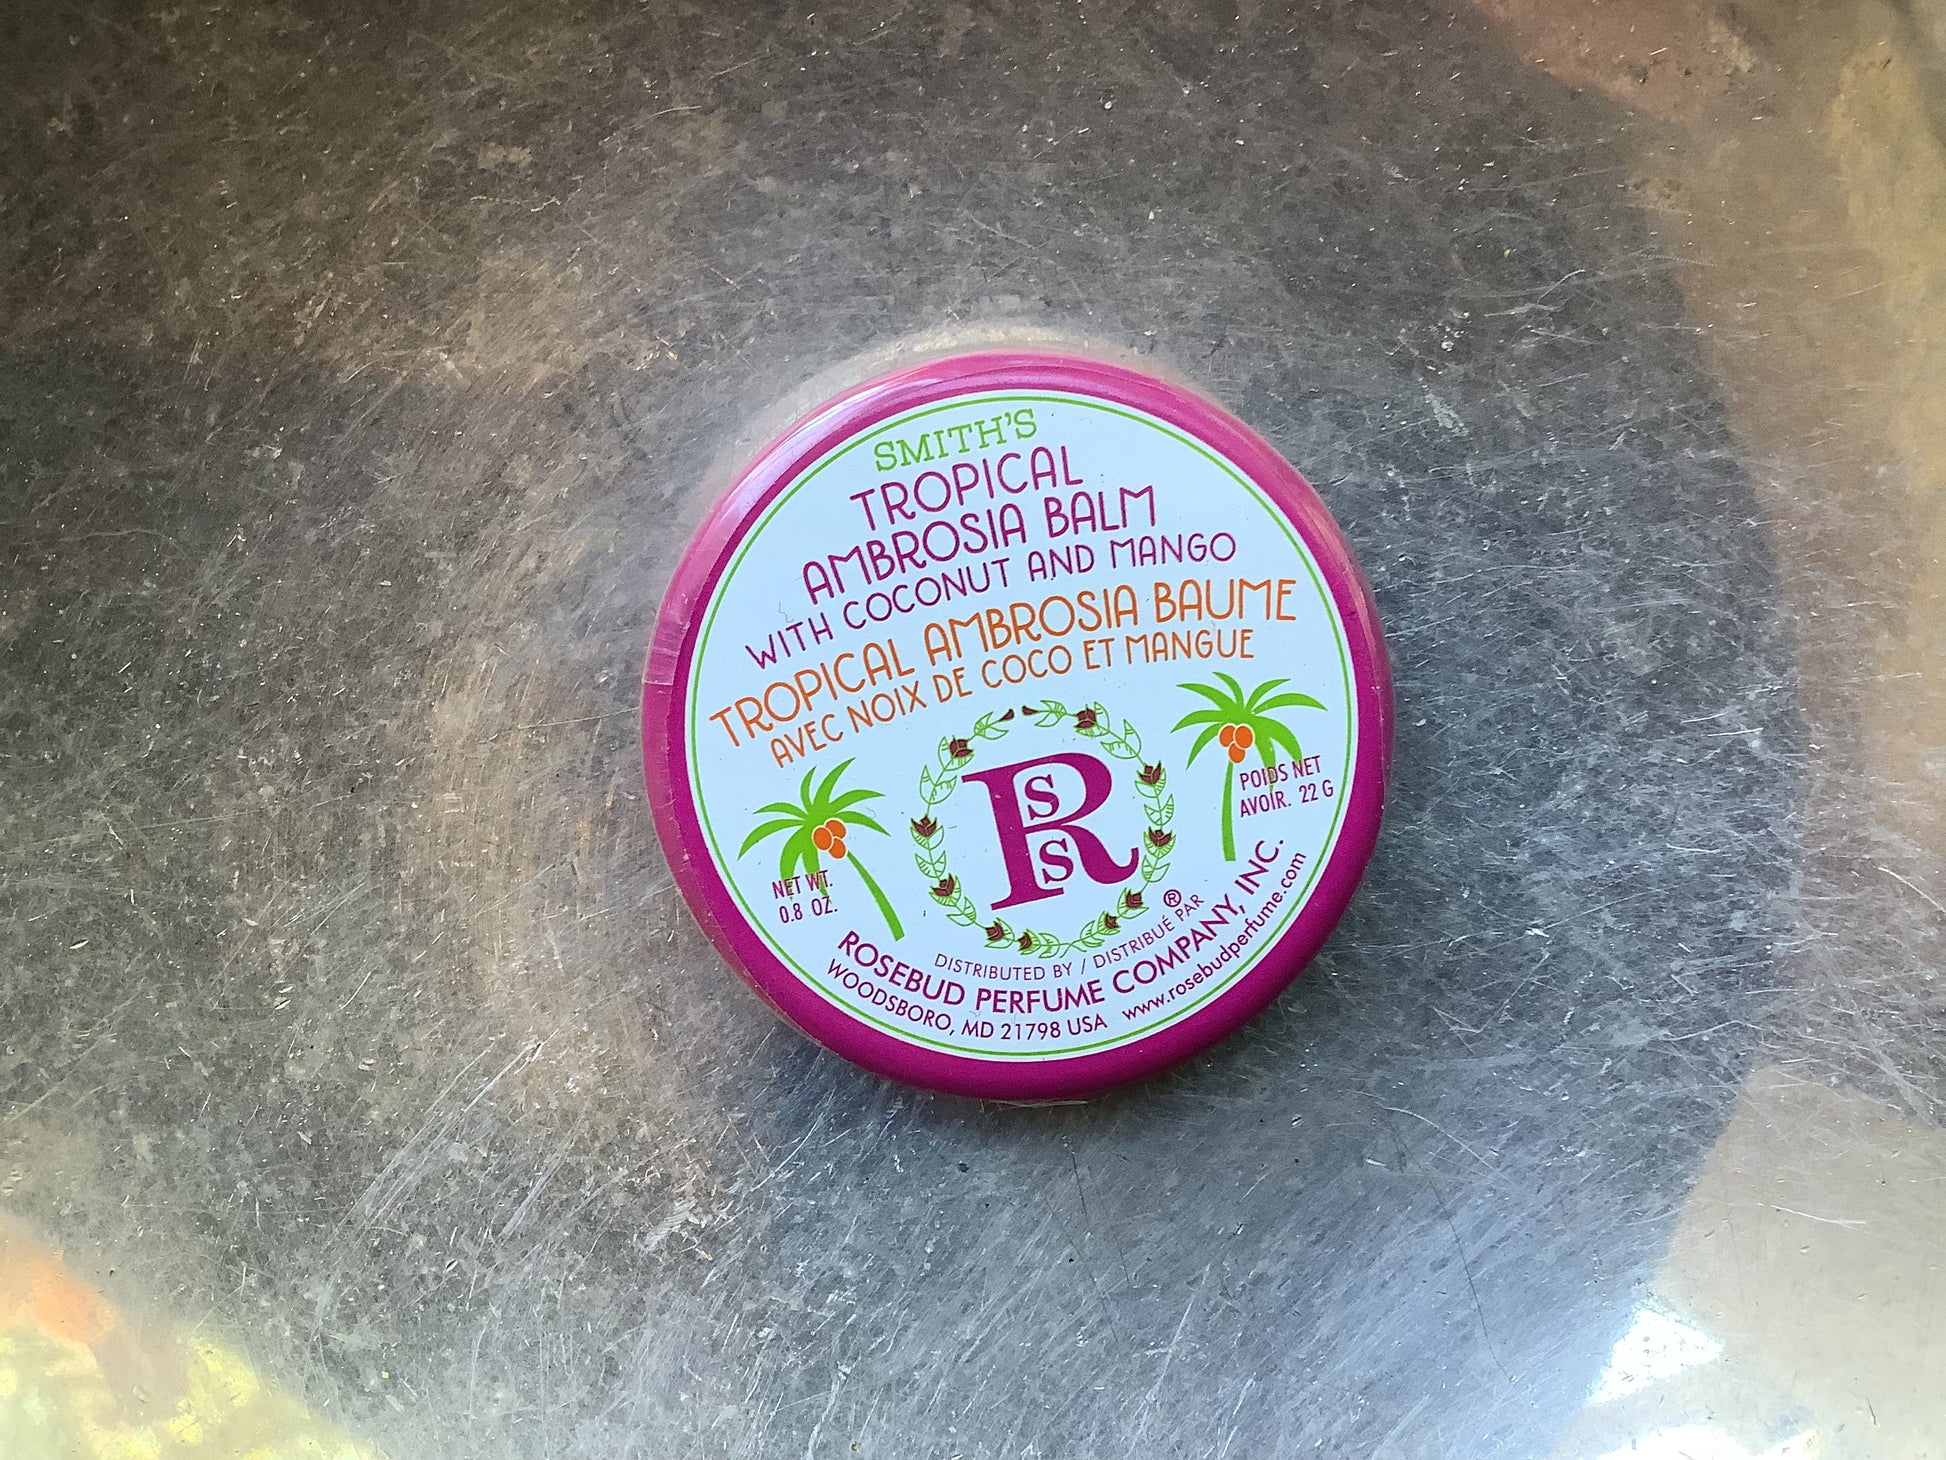 SMITH'S
TROPICAL
AMBROSIA BALM
WITH COCONUT AND MANGO
TROPICAL AMBROSIA BAUME
AVEC NOIX DE COCO ET MANGUE
R
S
S
®
NET WT.
0.8 OZ.
POIDS NET
AVOIR. 22 G
DISTRIBUTED BY / DISTRIBUÉ PAR
ROSEBUD PERFUME COMPANY, INC.
WOODSBORO, MD 21798 USA www.rosebudperfume.com